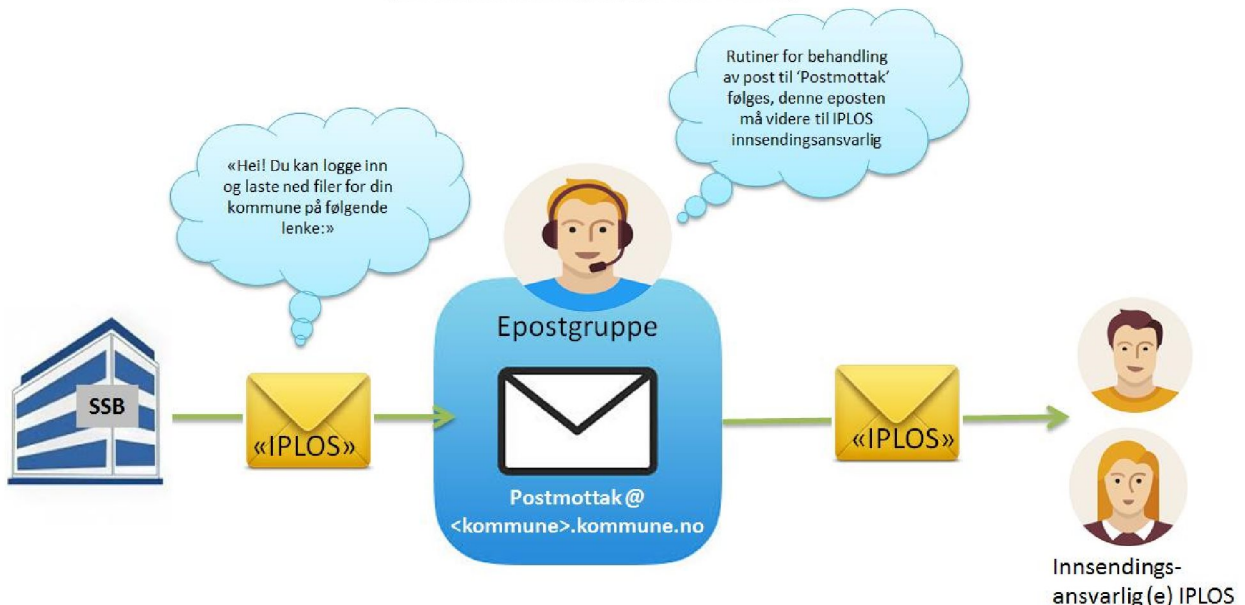 Rutiner for behandling
av post til ‘Postmottak’
følges, denne eposten
må videre til IPLOS
innsendingsansvarlig
«Hei! Du kan logge inn
og laste ned filer for din
kommune på følgende
lenke:»
SSB
«IPLOS»
Epostgruppe
Postmottak@
<kommune>.kommune.no
«IPLOS»
Innsendings-
ansvarlig(e) IPLOS